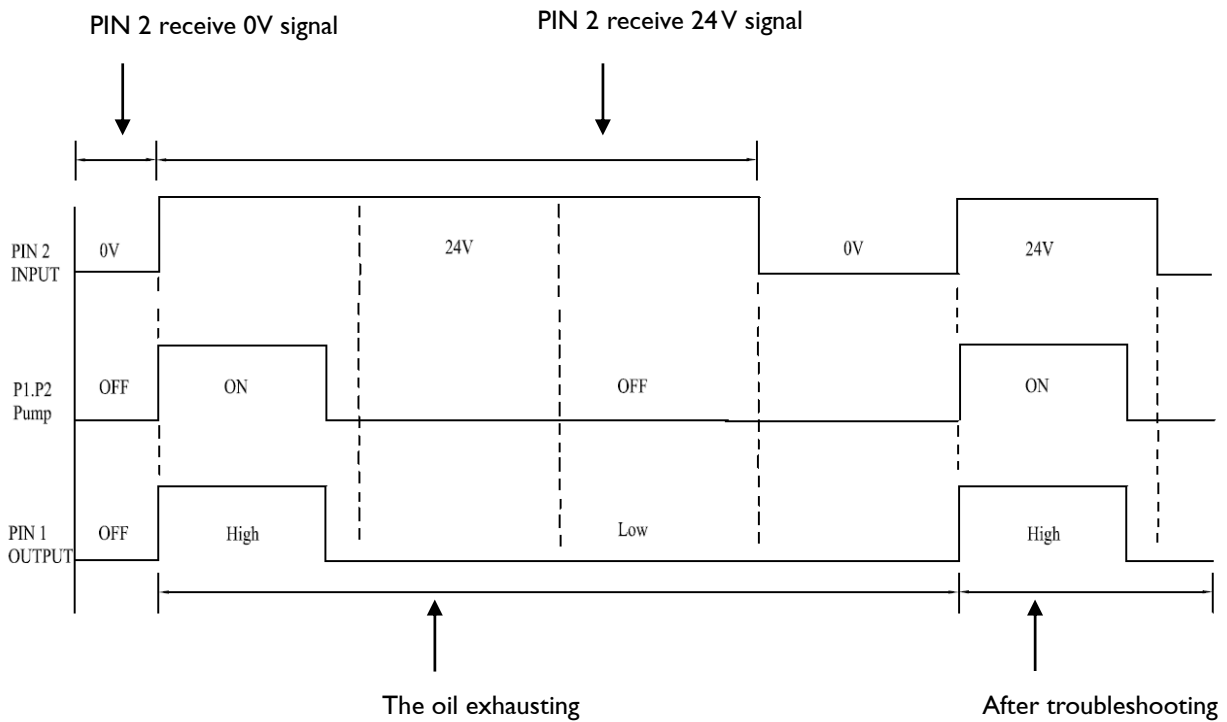 PIN 2 receive 0V signal
PIN 2 receive 24V signal
PIN 2
INPUT
0V
24V
0V
24V
P1.P2
Pump
OFF
ON
OFF
ON
PIN 1
OUTPUT
OFF
High
Low
High
The oil exhausting
After troubleshooting